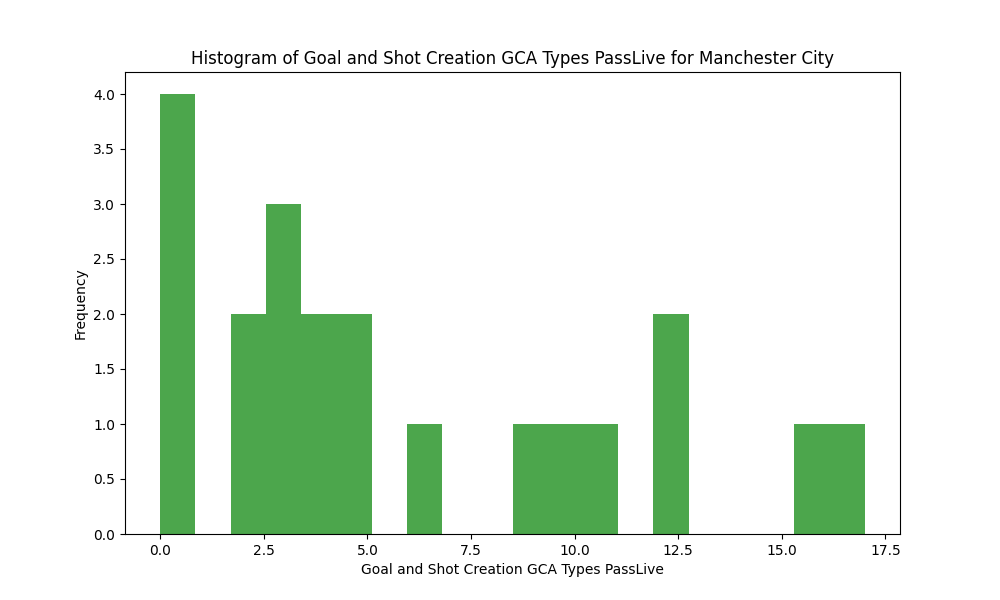 Histogram of Goal and Shot Creation GCA Types PassLive for Manchester City
4.0
3.5
3.0
2.5
2.0
1.5
1.0
0.5
0.0
Frequency
0.0 2.5 5.0 7.5 10.0 12.5 15.0 17.5
Goal and Shot Creation GCA Types PassLive